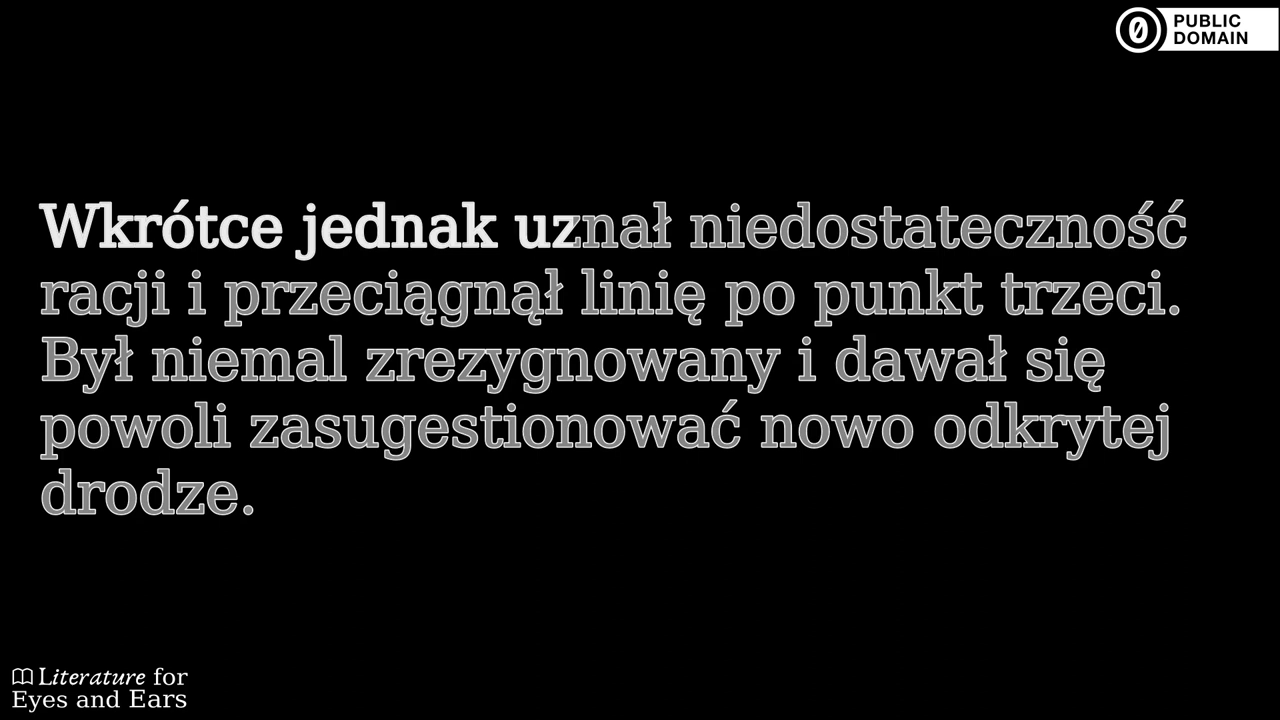 PUBLIC
DOMAIN
Wkrótce jednak uznał niedostateczność
racji i przeciągnął linię po punkt trzeci.
Był niemal zrezygnowany i dawał się
powoli zasugestionować nowo odkrytej
drodze.
Literature for
Eyes and Ears